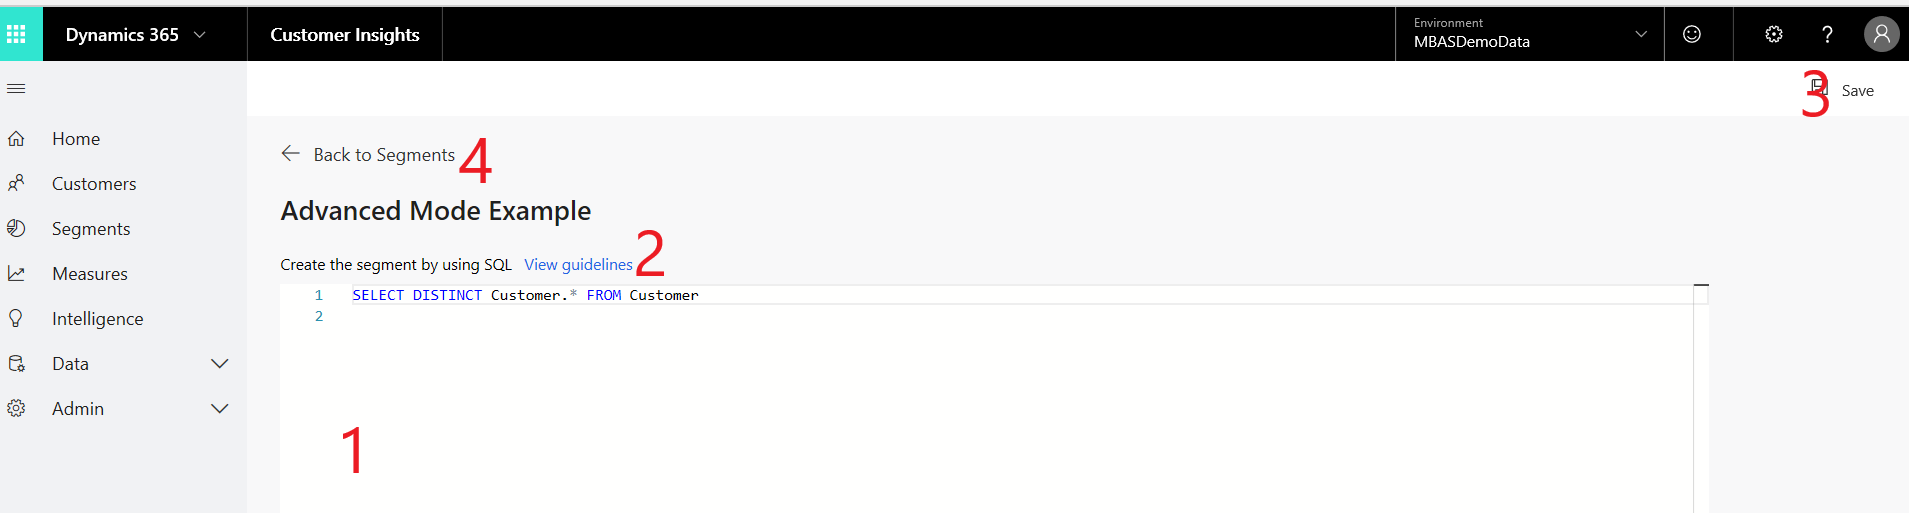 Dynamics 365 Customer Insights Environment
MBASDemoData ?
3 Save
Home
Customers
Segments
Measures
Intelligence
Data
Admin
Back to Segments 4
Advanced Mode Example
Create the segment by using SQL View guidelines 2
1 SELECT DISTINCT Customer.* FROM Customer
2
1